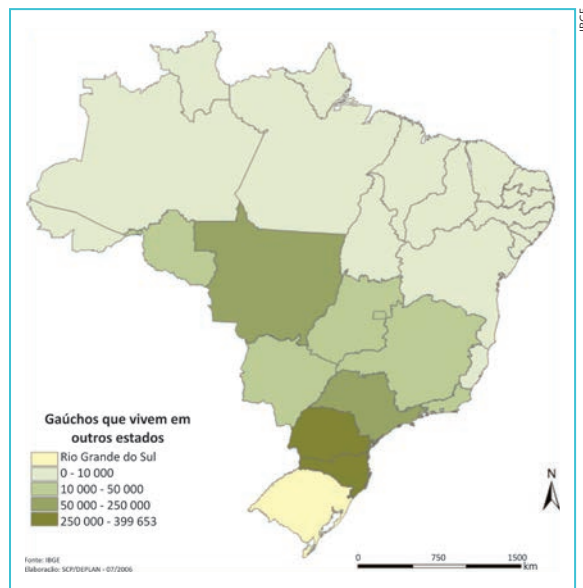 IBGE
Gaúchos que vivem em
outros estados
Rio Grande do Sul
0 - 10 000
10 000 - 50 000
50 000 - 250 000
250 000 - 399 653
N
0 750 1500
km
Fonte: IBGE
Elaboração: SCP/DEPLAN - 07/2006